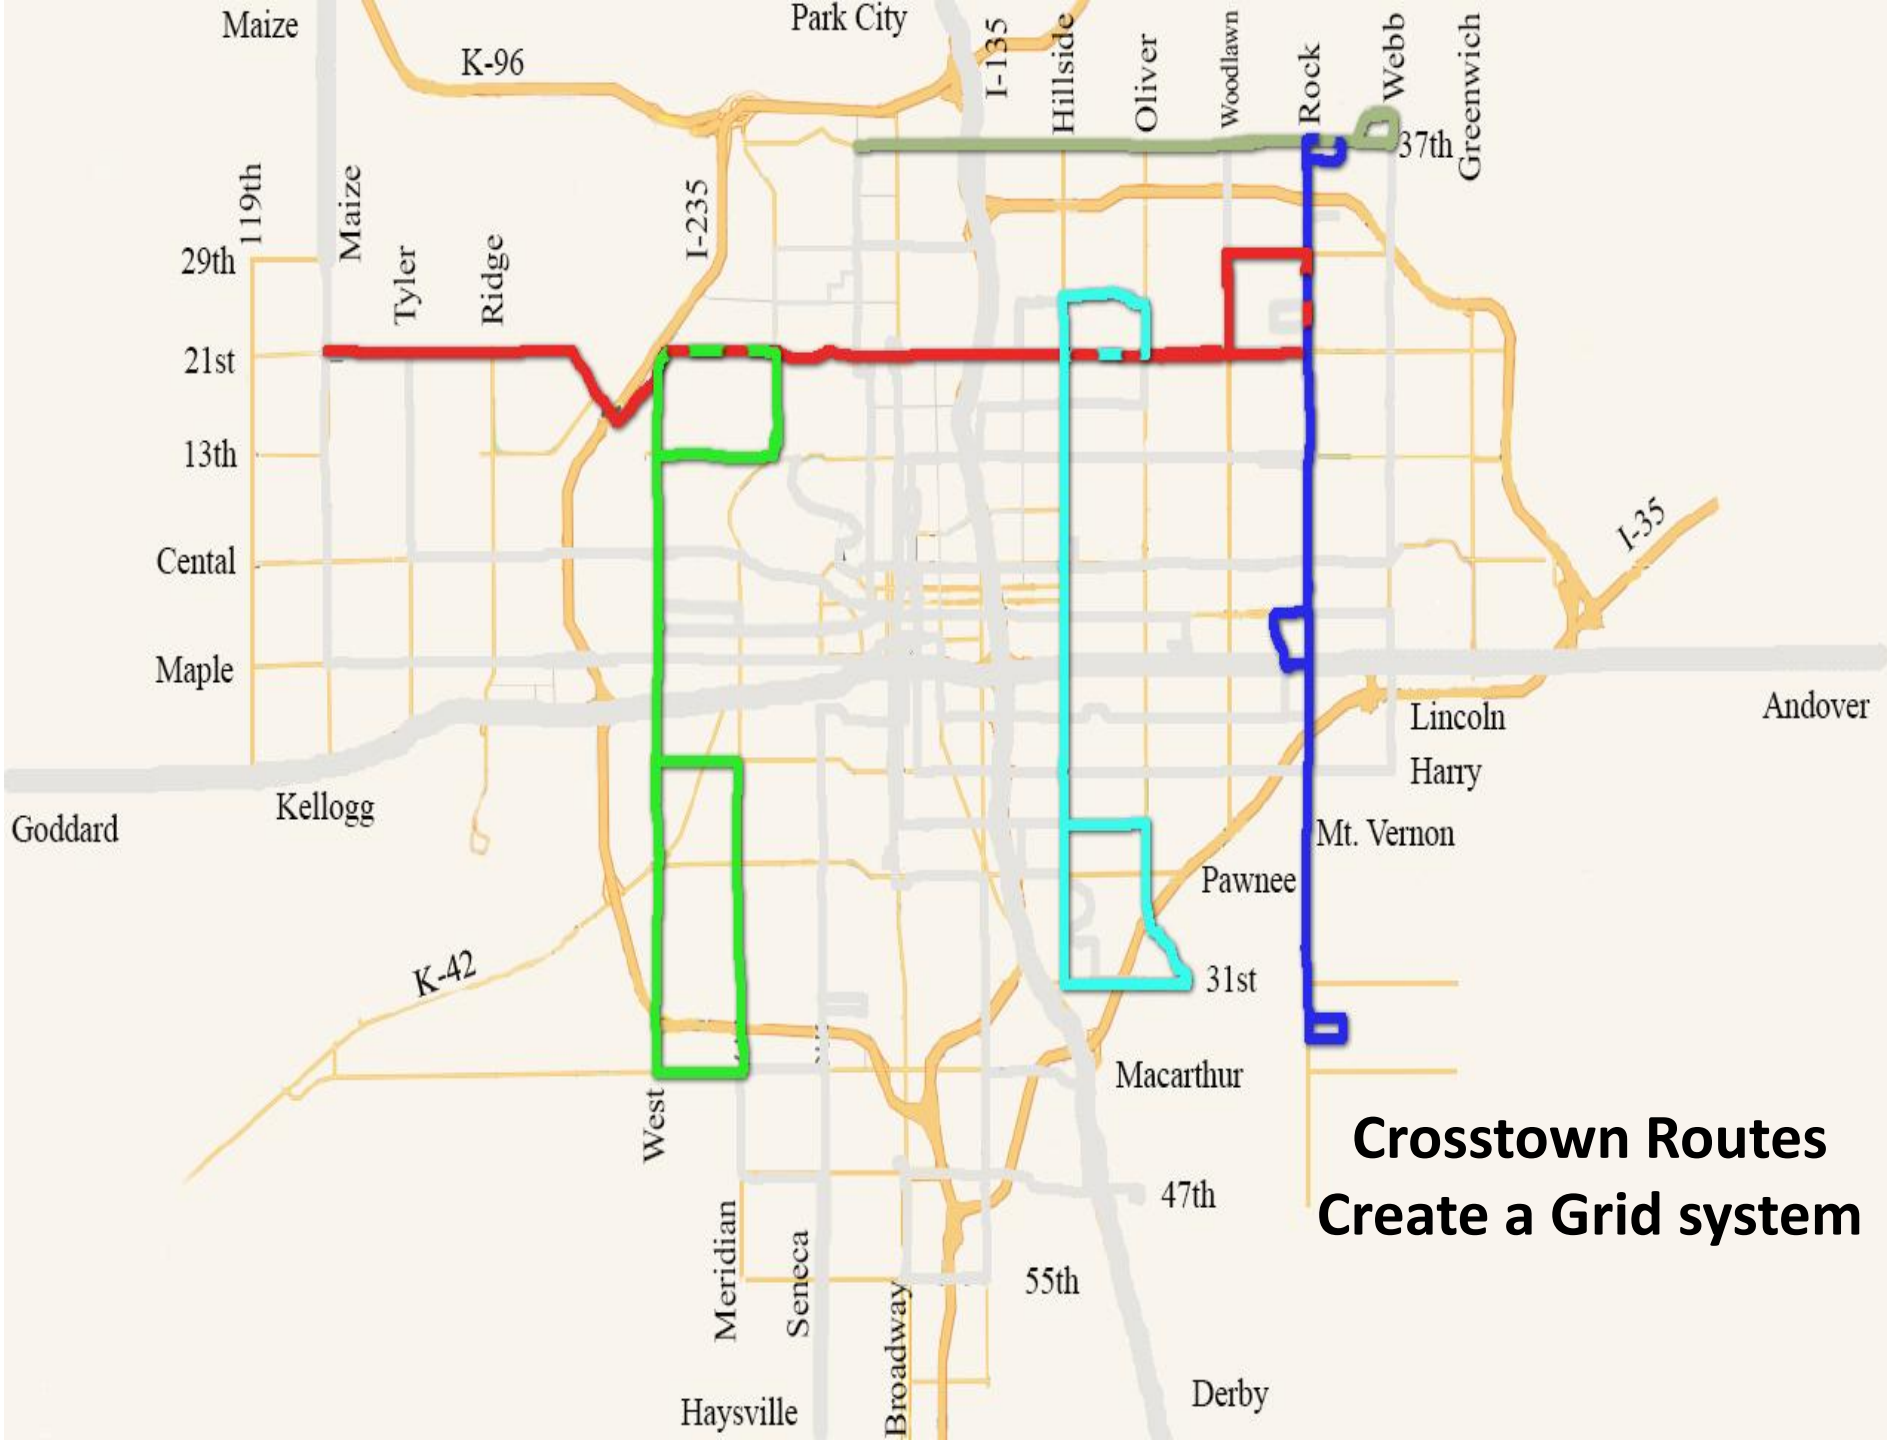 Maize
Park City
K-96
I-135
Hillside
Oliver
Woodlawn
Rock
Webb
Greenwich
37th
119th
Maize
Tyler
Ridge
I-235
29th
21st
13th
Cental
Maple
I-35
Andover
Lincoln
Harry
Kellogg
Goddard
Mt. Vernon
Pawnee
K-42
31st
Macarthur
West
47th
Meridian
Seneca
Broadway
55th
Haysville
Derby
Crosstown Routes
Create a Grid system